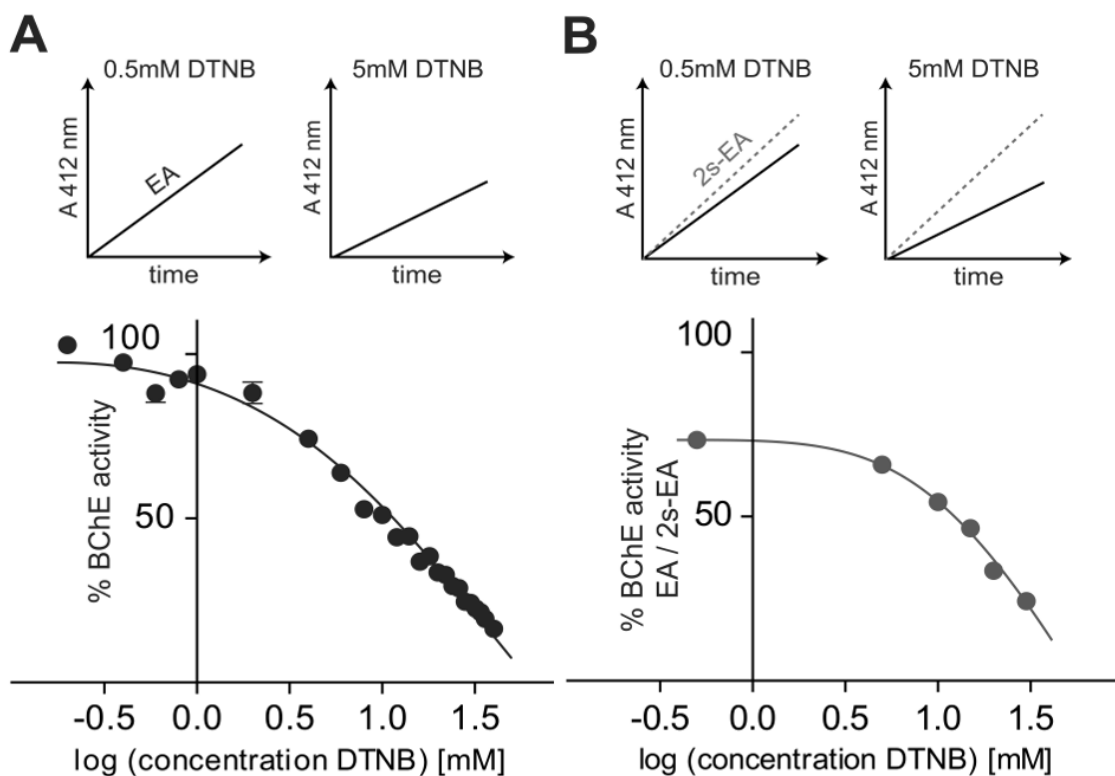 A
0.5mM DTNB
5mM DTNB
A 412 nm
EA
time
A 412 nm
time
100
50
% BChE activity
-0.5
0.0
0.5
1.0
1.5
log (concentration DTNB) [mM]
B
0.5mM DTNB
5mM DTNB
A 412 nm
2s-EA
time
A 412 nm
time
100
50
% BChE activity
EA / 2s-EA
-0.5
0.0
0.5
1.0
1.5
log (concentration DTNB) [mM]